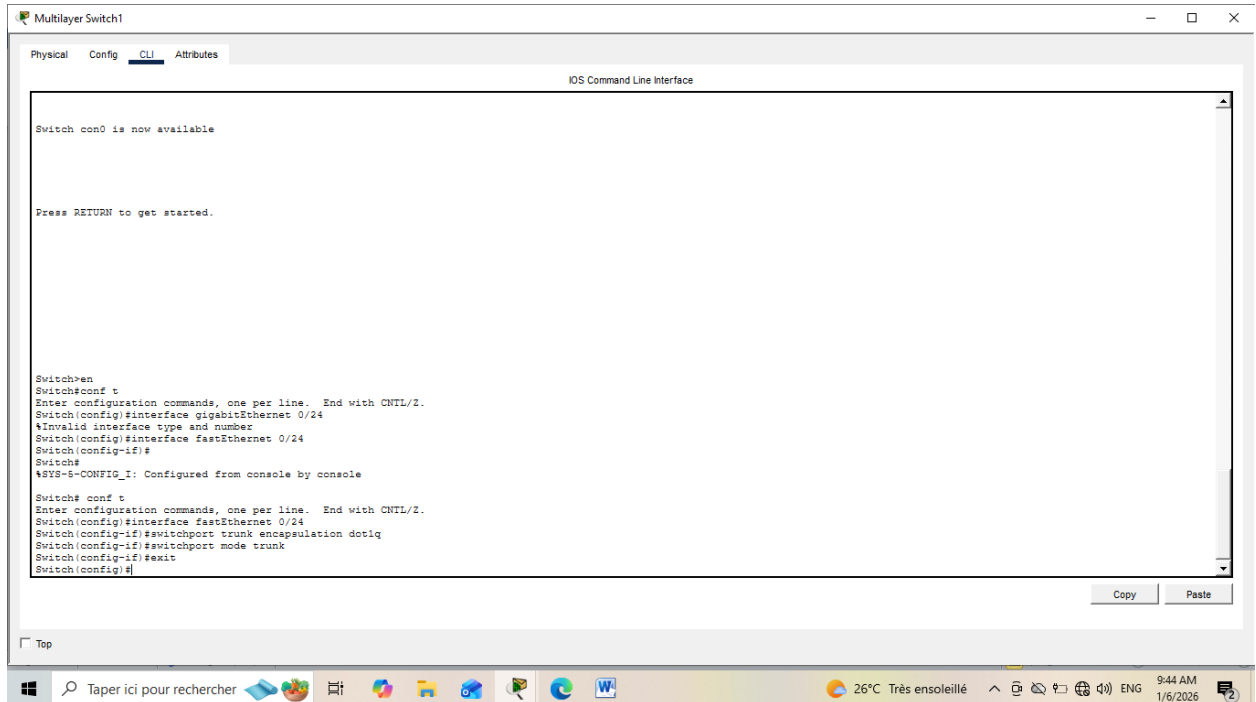 Multilayer Switch1
Physical Config CLI Attributes
IOS Command Line Interface
Switch con0 is now available
Press RETURN to get started.
Switch>en
Switch#conf t
Enter configuration commands, one per line.  End with CNTL/Z.
Switch(config)#interface gigabitEthernet 0/24
%Invalid interface type and number
Switch(config)#interface fastEthernet 0/24
Switch(config-if)#
Switch#
%SYS-5-CONFIG_I: Configured from console by console
Switch# conf t
Enter configuration commands, one per line.  End with CNTL/Z.
Switch(config)#interface fastEthernet 0/24
Switch(config-if)#switchport trunk encapsulation dot1q
Switch(config-if)#switchport mode trunk
Switch(config-if)#exit
Switch(config)#
Copy Paste
Top
Taper ici pour rechercher
26°C Très ensoleillé ENG 9:44 AM
1/6/2026
2